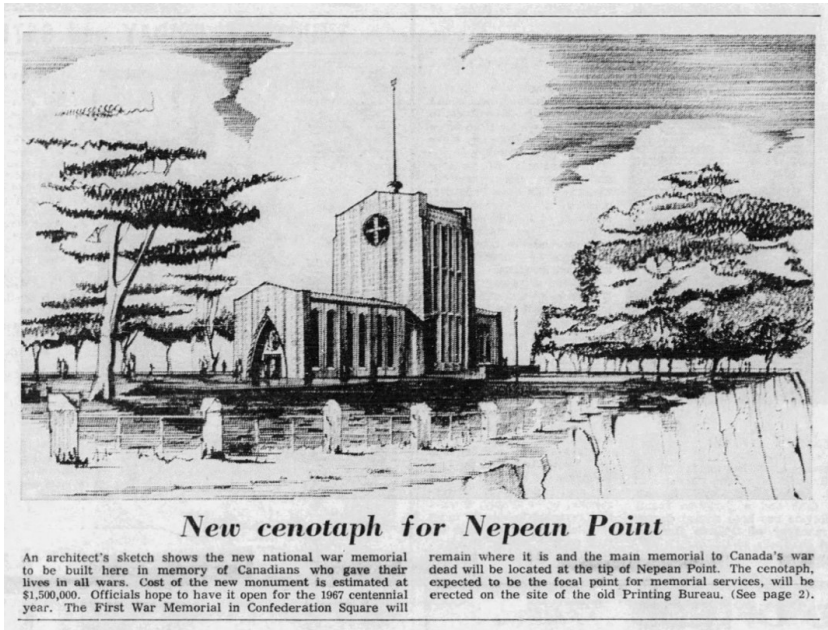 New cenotaph for Nepean Point
An architect's sketch shows the new national war memorial
to be built here in memory of Canadians who gave their
lives in all wars. Cost of the new monument is estimated at
$1,500,000. Officials hope to have it open for the 1967 centennial
year. The First War Memorial in Confederation Square will
remain where it is and the main memorial to Canada's war
dead will be located at the tip of Nepean Point. The cenotaph,
expected to be the focal point for memorial services, will be
erected on the site of the old Printing Bureau. (See page 2).